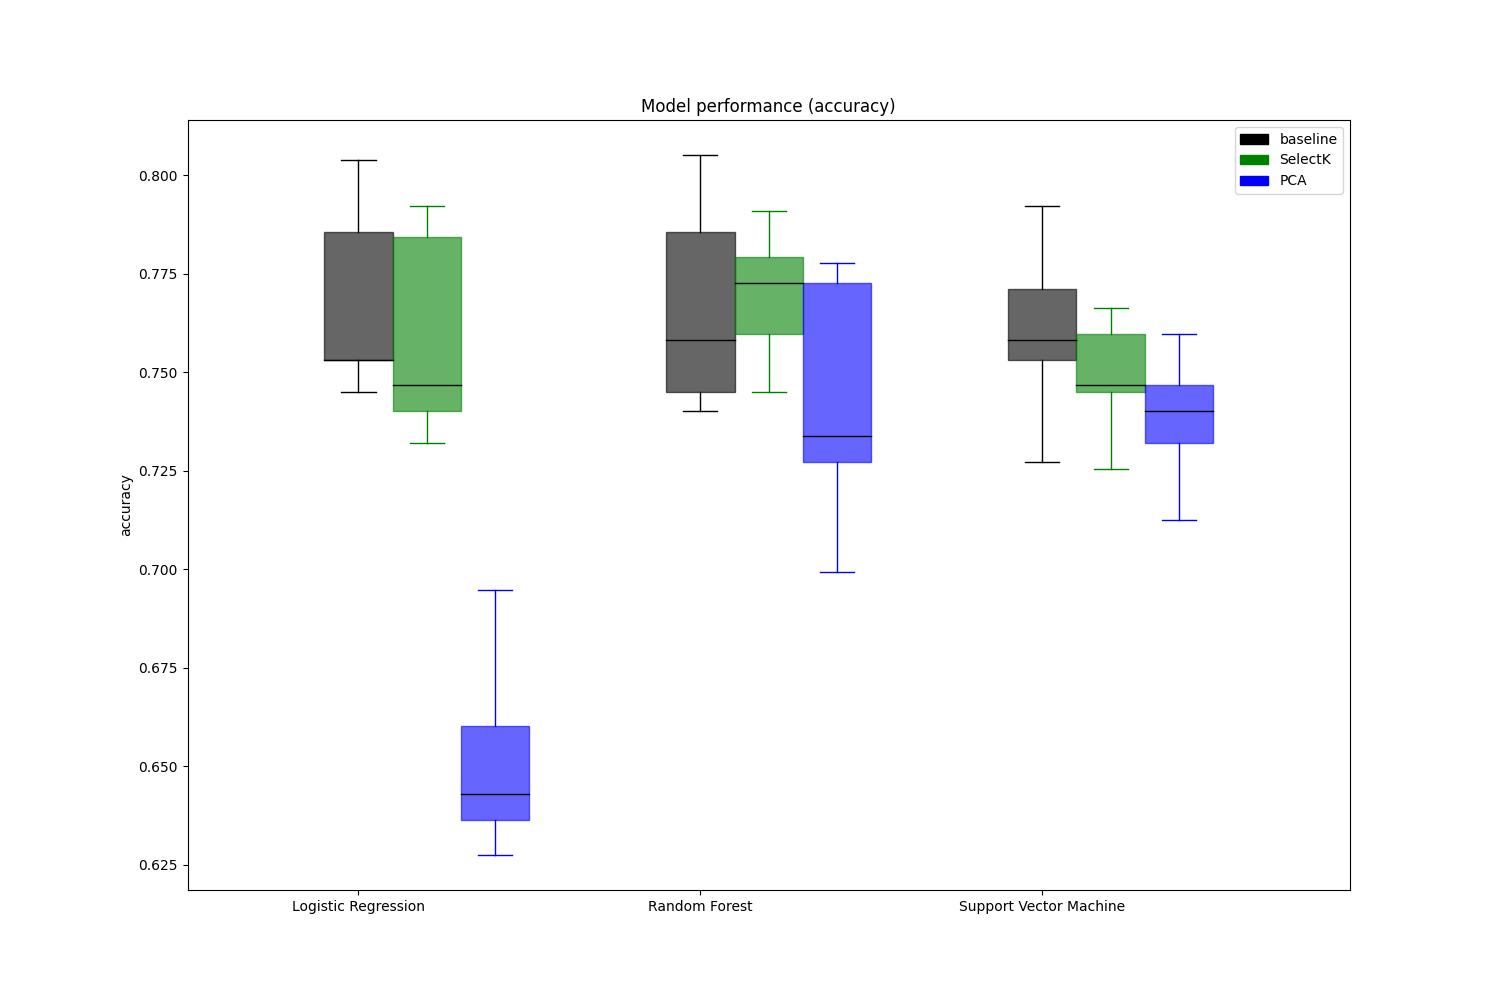 Model performance (accuracy)
baseline
SelectK
PCA
accuracy
0.800
0.775
0.750
0.725
0.700
0.675
0.650
0.625
Logistic Regression
Random Forest
Support Vector Machine